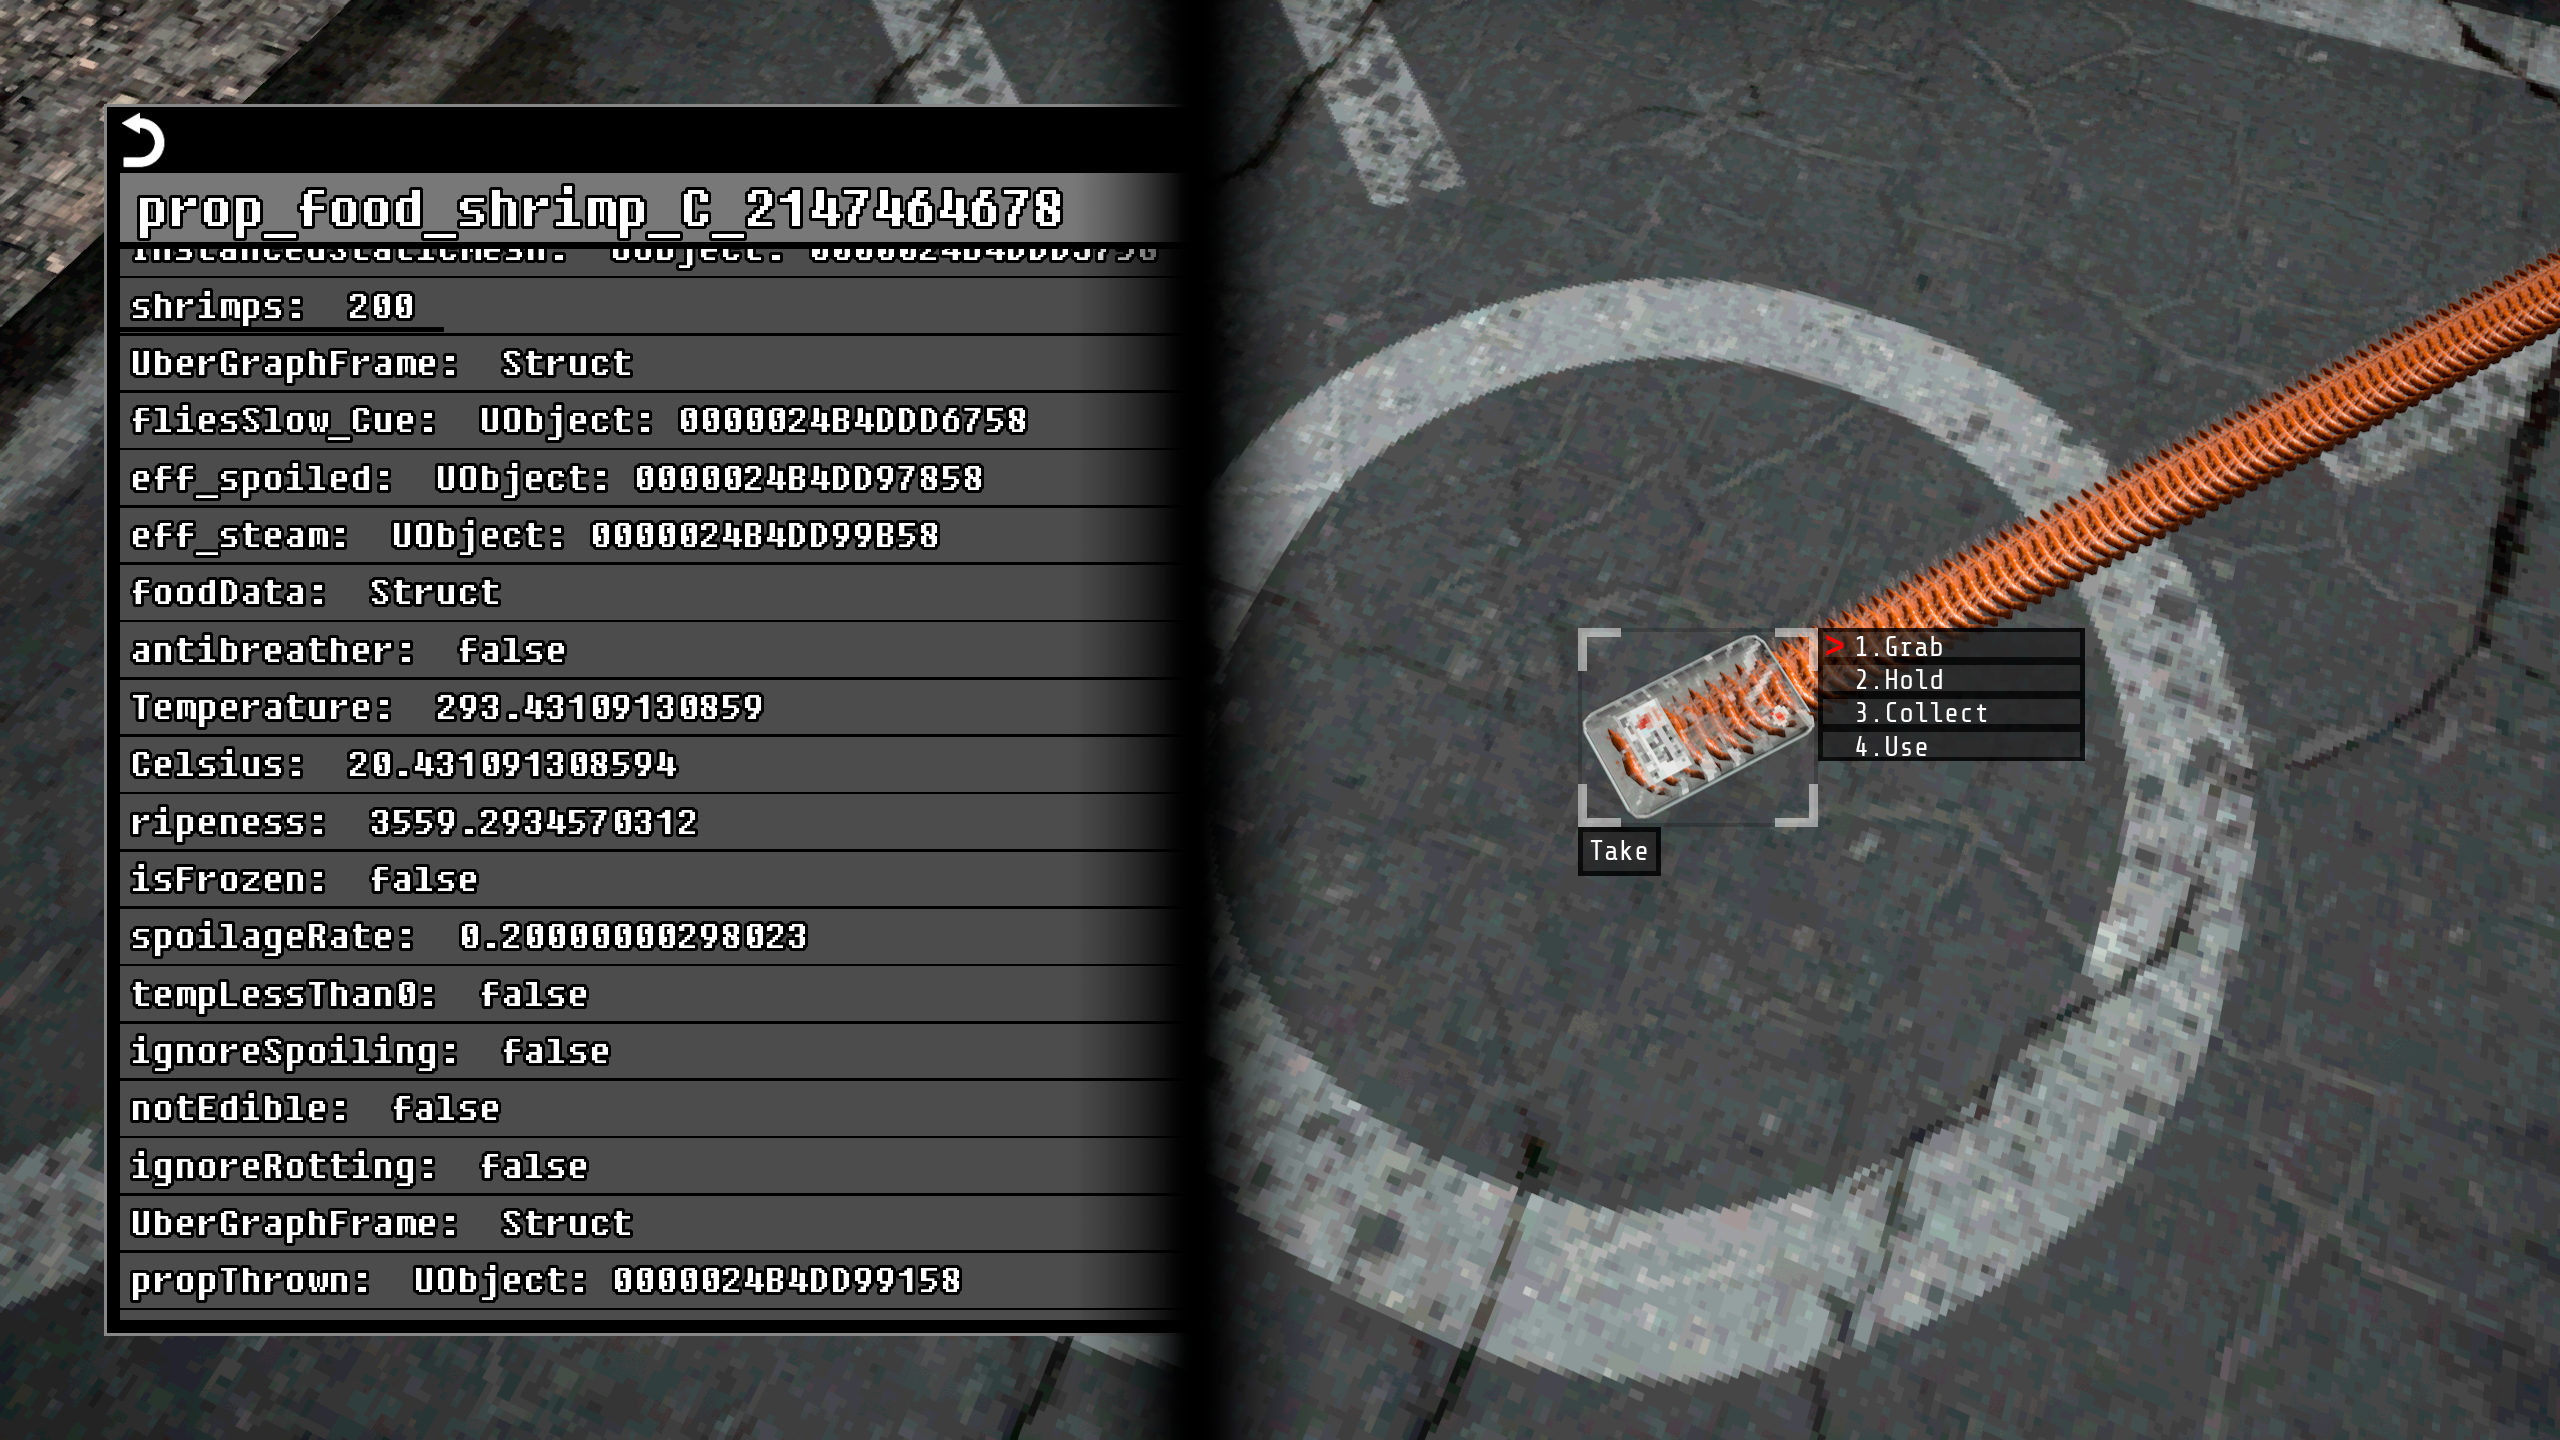 prop_food_shrimp_C_2147464678
shrimps: 200
UberGraphFrame: Struct
fliesSlow_Cue: UObject: 0000024B4DDD6758
eff_spoiled: UObject: 0000024B4DD97858
eff_steam: UObject: 0000024B4DD99B58
foodData: Struct
antibreather: false
Temperature: 293.43109130859
Celsius: 20.431091308594
ripeness: 3559.2934570312
isFrozen: false
spoilageRate: 0.20000000298023
tempLessThan0: false
ignoreSpoiling: false
notEdible: false
ignoreRotting: false
UberGraphFrame: Struct
propThrown: UObject: 0000024B4DD99158
> 1.Grab
2.Hold
3.Collect
4.Use
Take